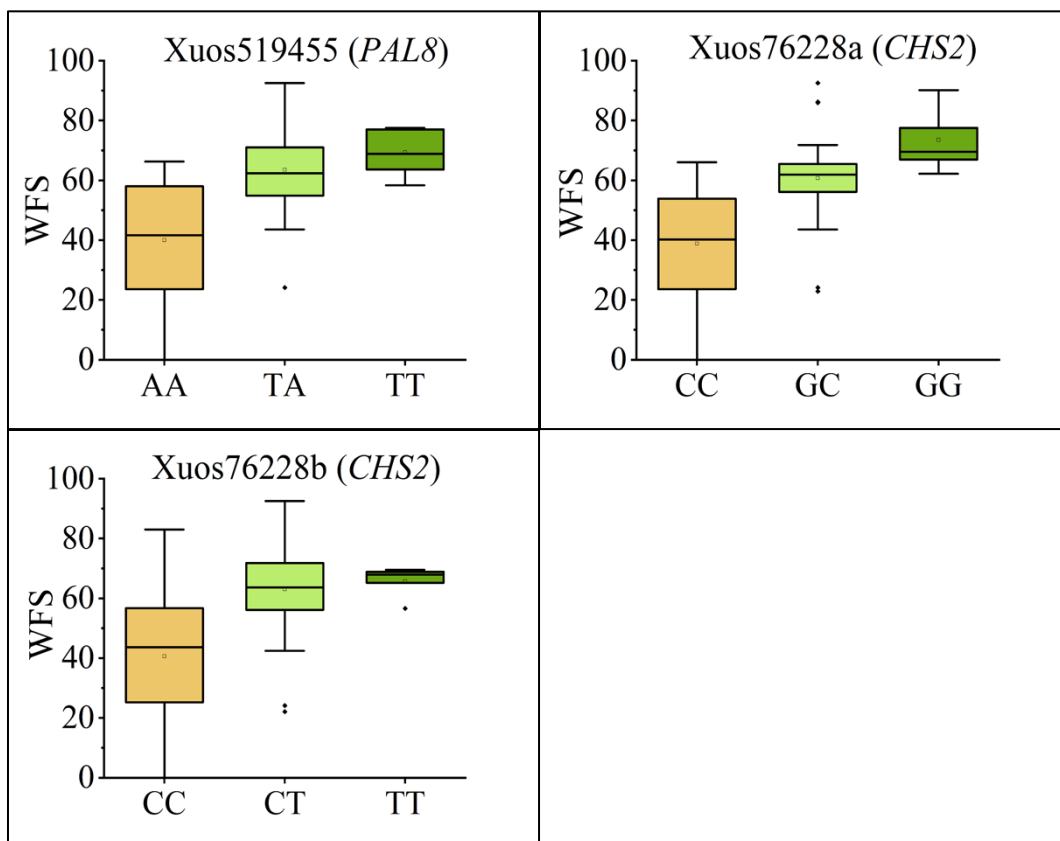 Xuos519455 (PAL8)
100
80
60
40
20
0
WFS
AA TA TT
Xuos76228a (CHS2)
100
80
60
40
20
0
WFS
CC GC GG
Xuos76228b (CHS2)
100
80
60
40
20
0
WFS
CC CT TT